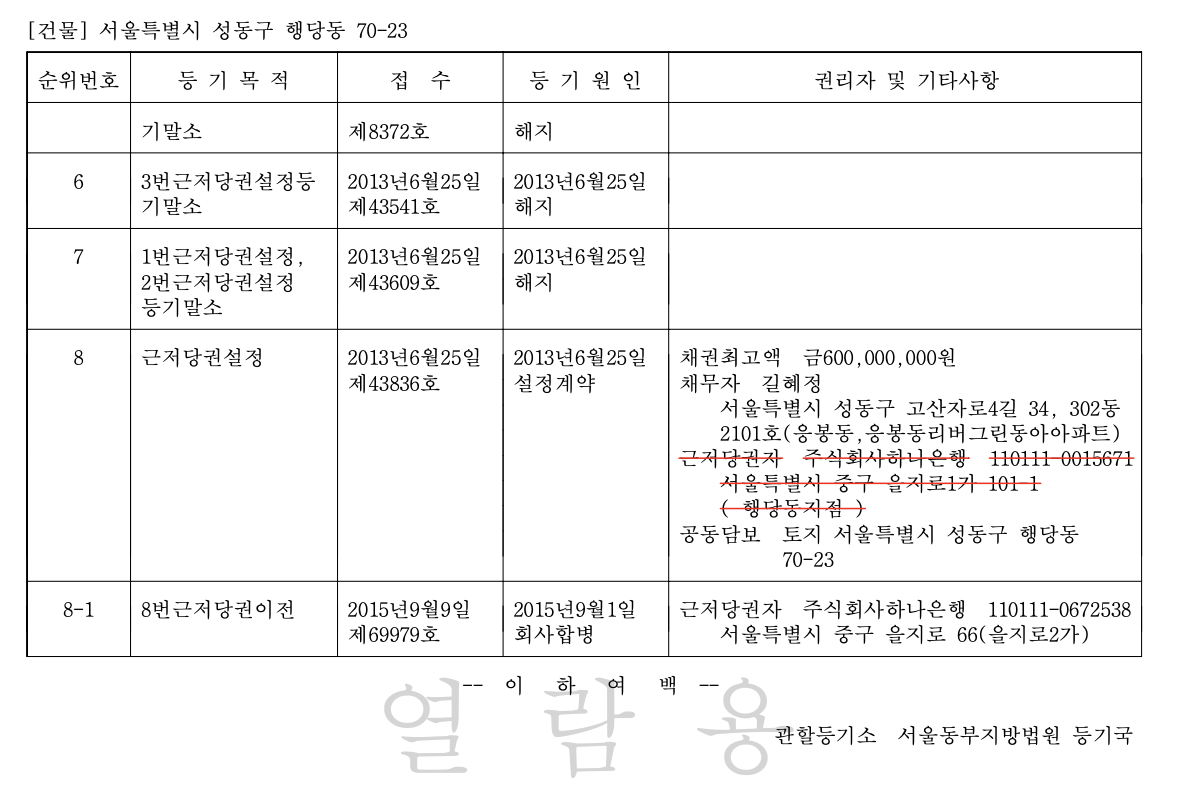 [건물] 서울특별시 성동구 행당동 70-23
순위번호 등 기 목 적 접 수 등 기 원 인 권리자 및 기타사항
기말소 제8372호 해지
6 3번근저당권설정등 2013년6월25일 2013년6월25일
기말소 제43541호 해지
7 1번근저당권설정, 2013년6월25일 2013년6월25일
2번근저당권설정 제43609호 해지
등기말소
8 근저당권설정 2013년6월25일 2013년6월25일 채권최고액 금600,000,000원
제43836호 설정계약 채무자 길혜정
서울특별시 성동구 고산자로4길 34, 302동
2101호(응봉동,응봉동리버그린동아아파트)
근저당권자 주식회사하나은행 110111-0015671
서울특별시 중구 을지로1가 101-1
( 행당동지점 )
공동담보 토지 서울특별시 성동구 행당동
70-23
8-1 8번근저당권이전 2015년9월9일 2015년9월1일 근저당권자 주식회사하나은행 110111-0672538
제69979호 회사합병 서울특별시 중구 을지로 66(을지로2가)
-- 이 하 여 백 --
열 람 용
관할등기소 서울동부지방법원 등기국